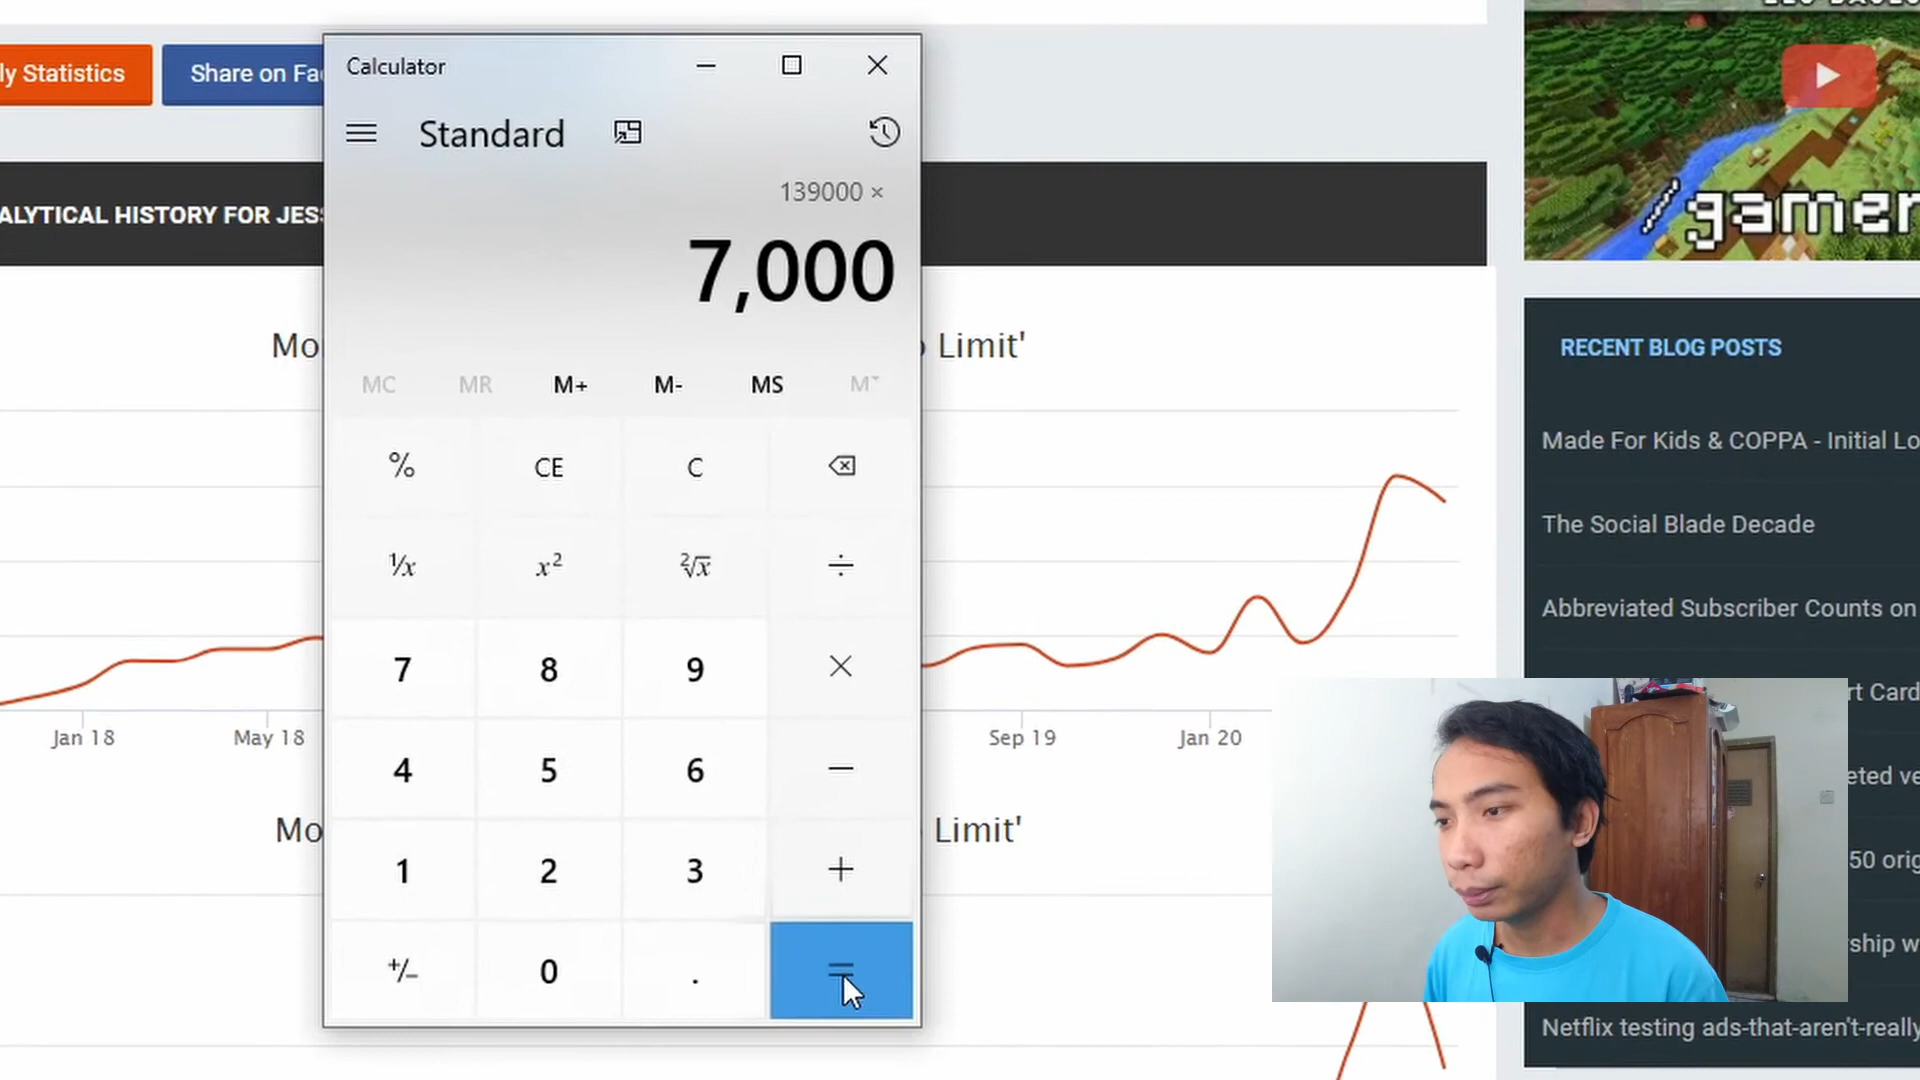 ly Statistics
Share on Fac
Calculator
Standard
139000 ×
7,000
ALYTICAL HISTORY FOR JESS
Mo
Limit'
MC MR M+ M- MS M
% CE C
¹/x x² ²√x ÷
7 8 9 ×
4 5 6 −
1 2 3 +
+/− 0 . =
Jan 18
May 18
Sep 19
Jan 20
Mo
Limit'
/gamer
RECENT BLOG POSTS
Made For Kids & COPPA - Initial Lo
The Social Blade Decade
Abbreviated Subscriber Counts on
rt Card
eted ve
50 orig
ship w
Netflix testing ads-that-aren't-really